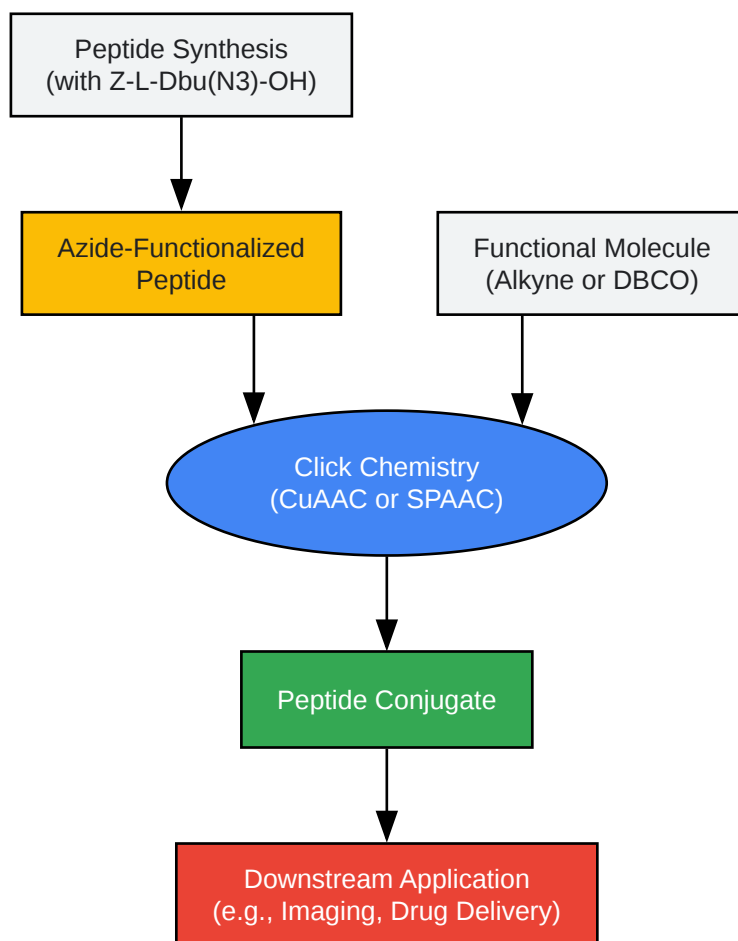 Peptide Synthesis
(with Z-L-Dbu(N3)-OH)
Azide-Functionalized
Peptide
Functional Molecule
(Alkyne or DBCO)
Click Chemistry
(CuAAC or SPAAC)
Peptide Conjugate
Downstream Application
(e.g., Imaging, Drug Delivery)